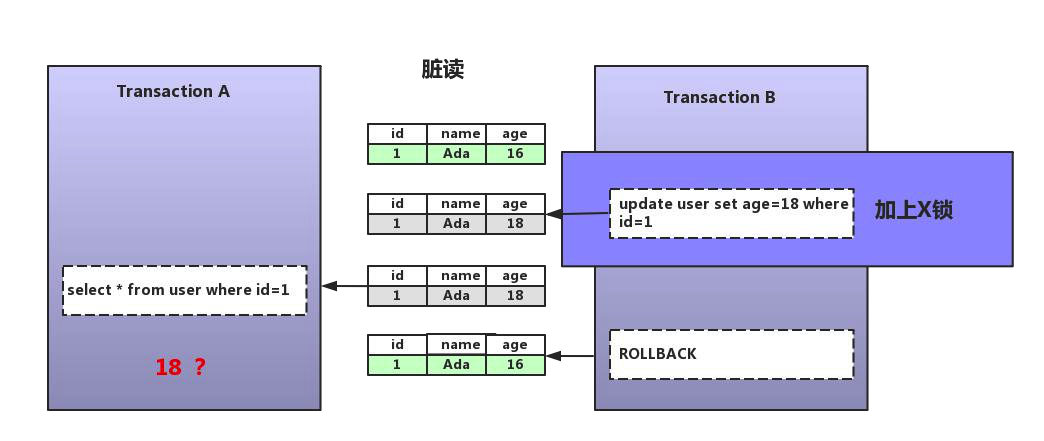 脏读
Transaction A
Transaction B
id name age
1 Ada 16
id name age
1 Ada 18
update user set age=18 where
id=1
加上X锁
id name age
1 Ada 18
select * from user where id=1
id name age
1 Ada 16
ROLLBACK
18 ?